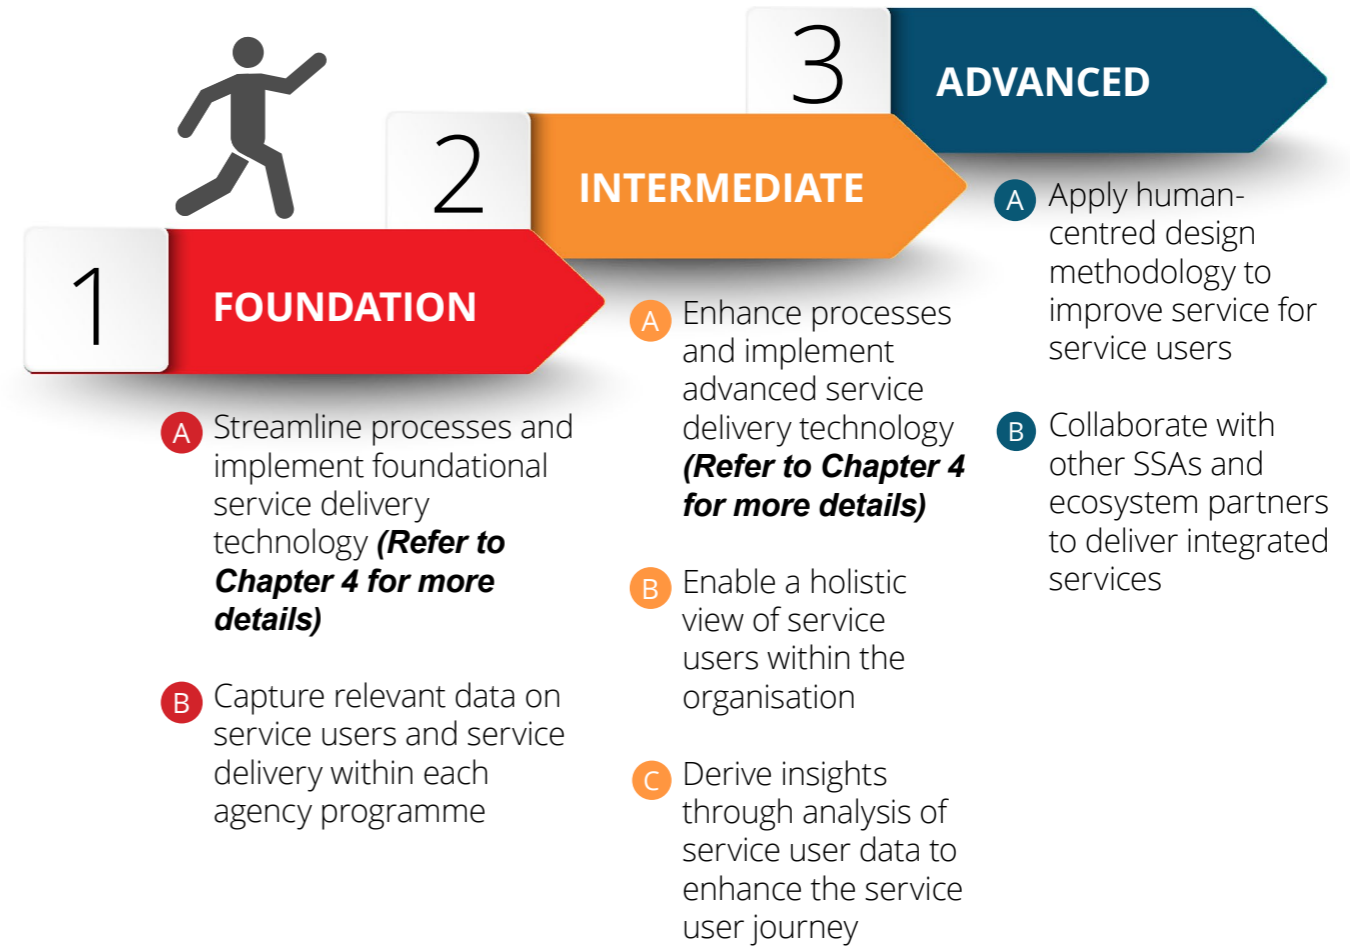 1
FOUNDATION
A
Streamline processes and
implement foundational
service delivery
technology (Refer to
Chapter 4 for more
details)
B
Capture relevant data on
service users and service
delivery within each
agency programme
2
INTERMEDIATE
A
Enhance processes
and implement
advanced service
delivery technology
(Refer to Chapter 4
for more details)
B
Enable a holistic
view of service
users within the
organisation
C
Derive insights
through analysis of
service user data to
enhance the service
user journey
3
ADVANCED
A
Apply human-
centred design
methodology to
improve service for
service users
B
Collaborate with
other SSAs and
ecosystem partners
to deliver integrated
services